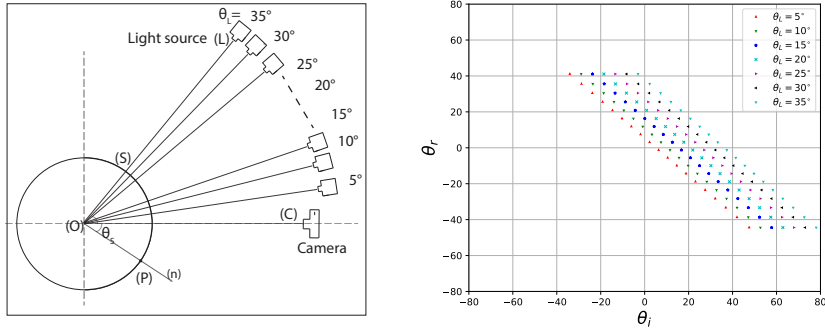 θL= 35°
Light source (L)
30°
25°
20°
15°
10°
5°
(S)
(O)
θS
(C)
Camera
(P)
(n)
θr
80
60
40
20
0
−20
−40
−60
−80
−80 −60 −40 −20 0 20 40 60 80
θi
θL = 5°
θL = 10°
θL = 15°
θL = 20°
θL = 25°
θL = 30°
θL = 35°